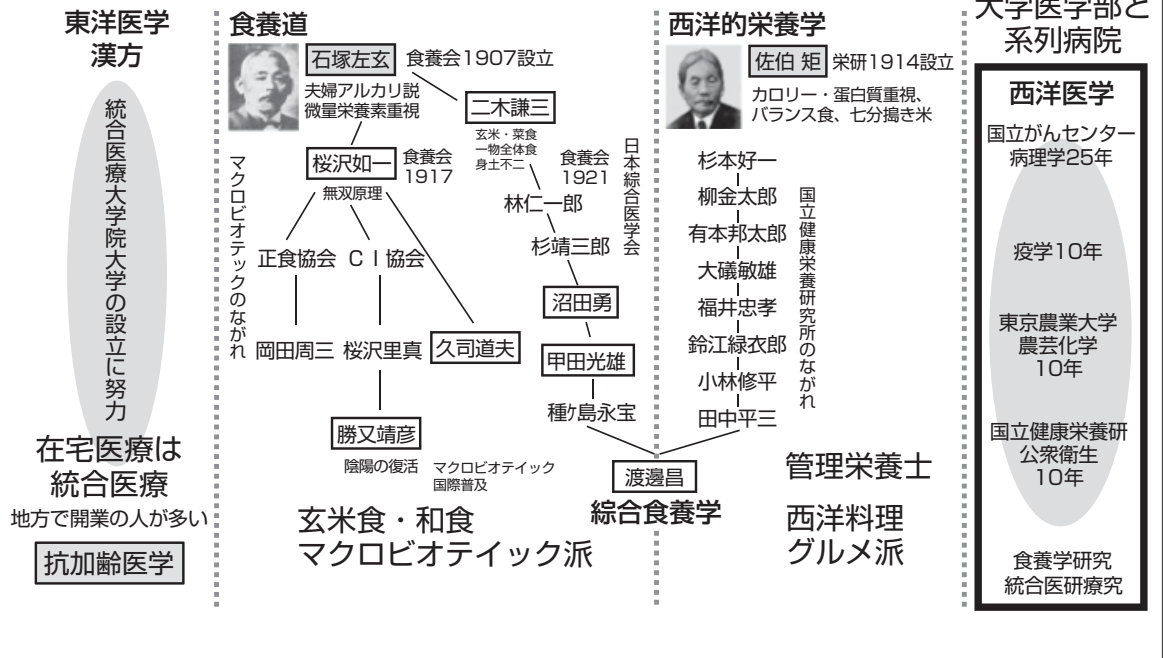 東洋医学
漢方
統合医療大学院大学の設立に努力
在宅医療は
統合医療
地方で開業の人が多い
抗加齢医学
食養道
石塚左玄
食養会1907設立
夫婦アルカリ説
微量栄養素重視
二木謙三
玄米・菜食
一物全体食
身土不二
桜沢如一
食養会
1917
無双原理
食養会
1921
日本綜合医学会
マクロビオテックのながれ
林仁一郎
杉靖三郎
正食協会
CI協会
沼田勇
岡田周三
桜沢里真
久司道夫
甲田光雄
種ケ島永宝
勝又靖彦
陰陽の復活
マクロビオテイック
国際普及
玄米食・和食
マクロビオテイック派
渡邊昌
綜合食養学
西洋的栄養学
佐伯 矩
栄研1914設立
カロリー・蛋白質重視、
バランス食、七分搗き米
杉本好一
柳金太郎
有本邦太郎
大礒敏雄
福井忠孝
鈴江緑衣郎
小林修平
田中平三
国立健康栄養研究所のながれ
管理栄養士
西洋料理
グルメ派
大学医学部と
系列病院
西洋医学
国立がんセンター
病理学25年
疫学10年
東京農業大学
農芸化学
10年
国立健康栄養研
公衆衛生
10年
食養学研究
統合医研療究